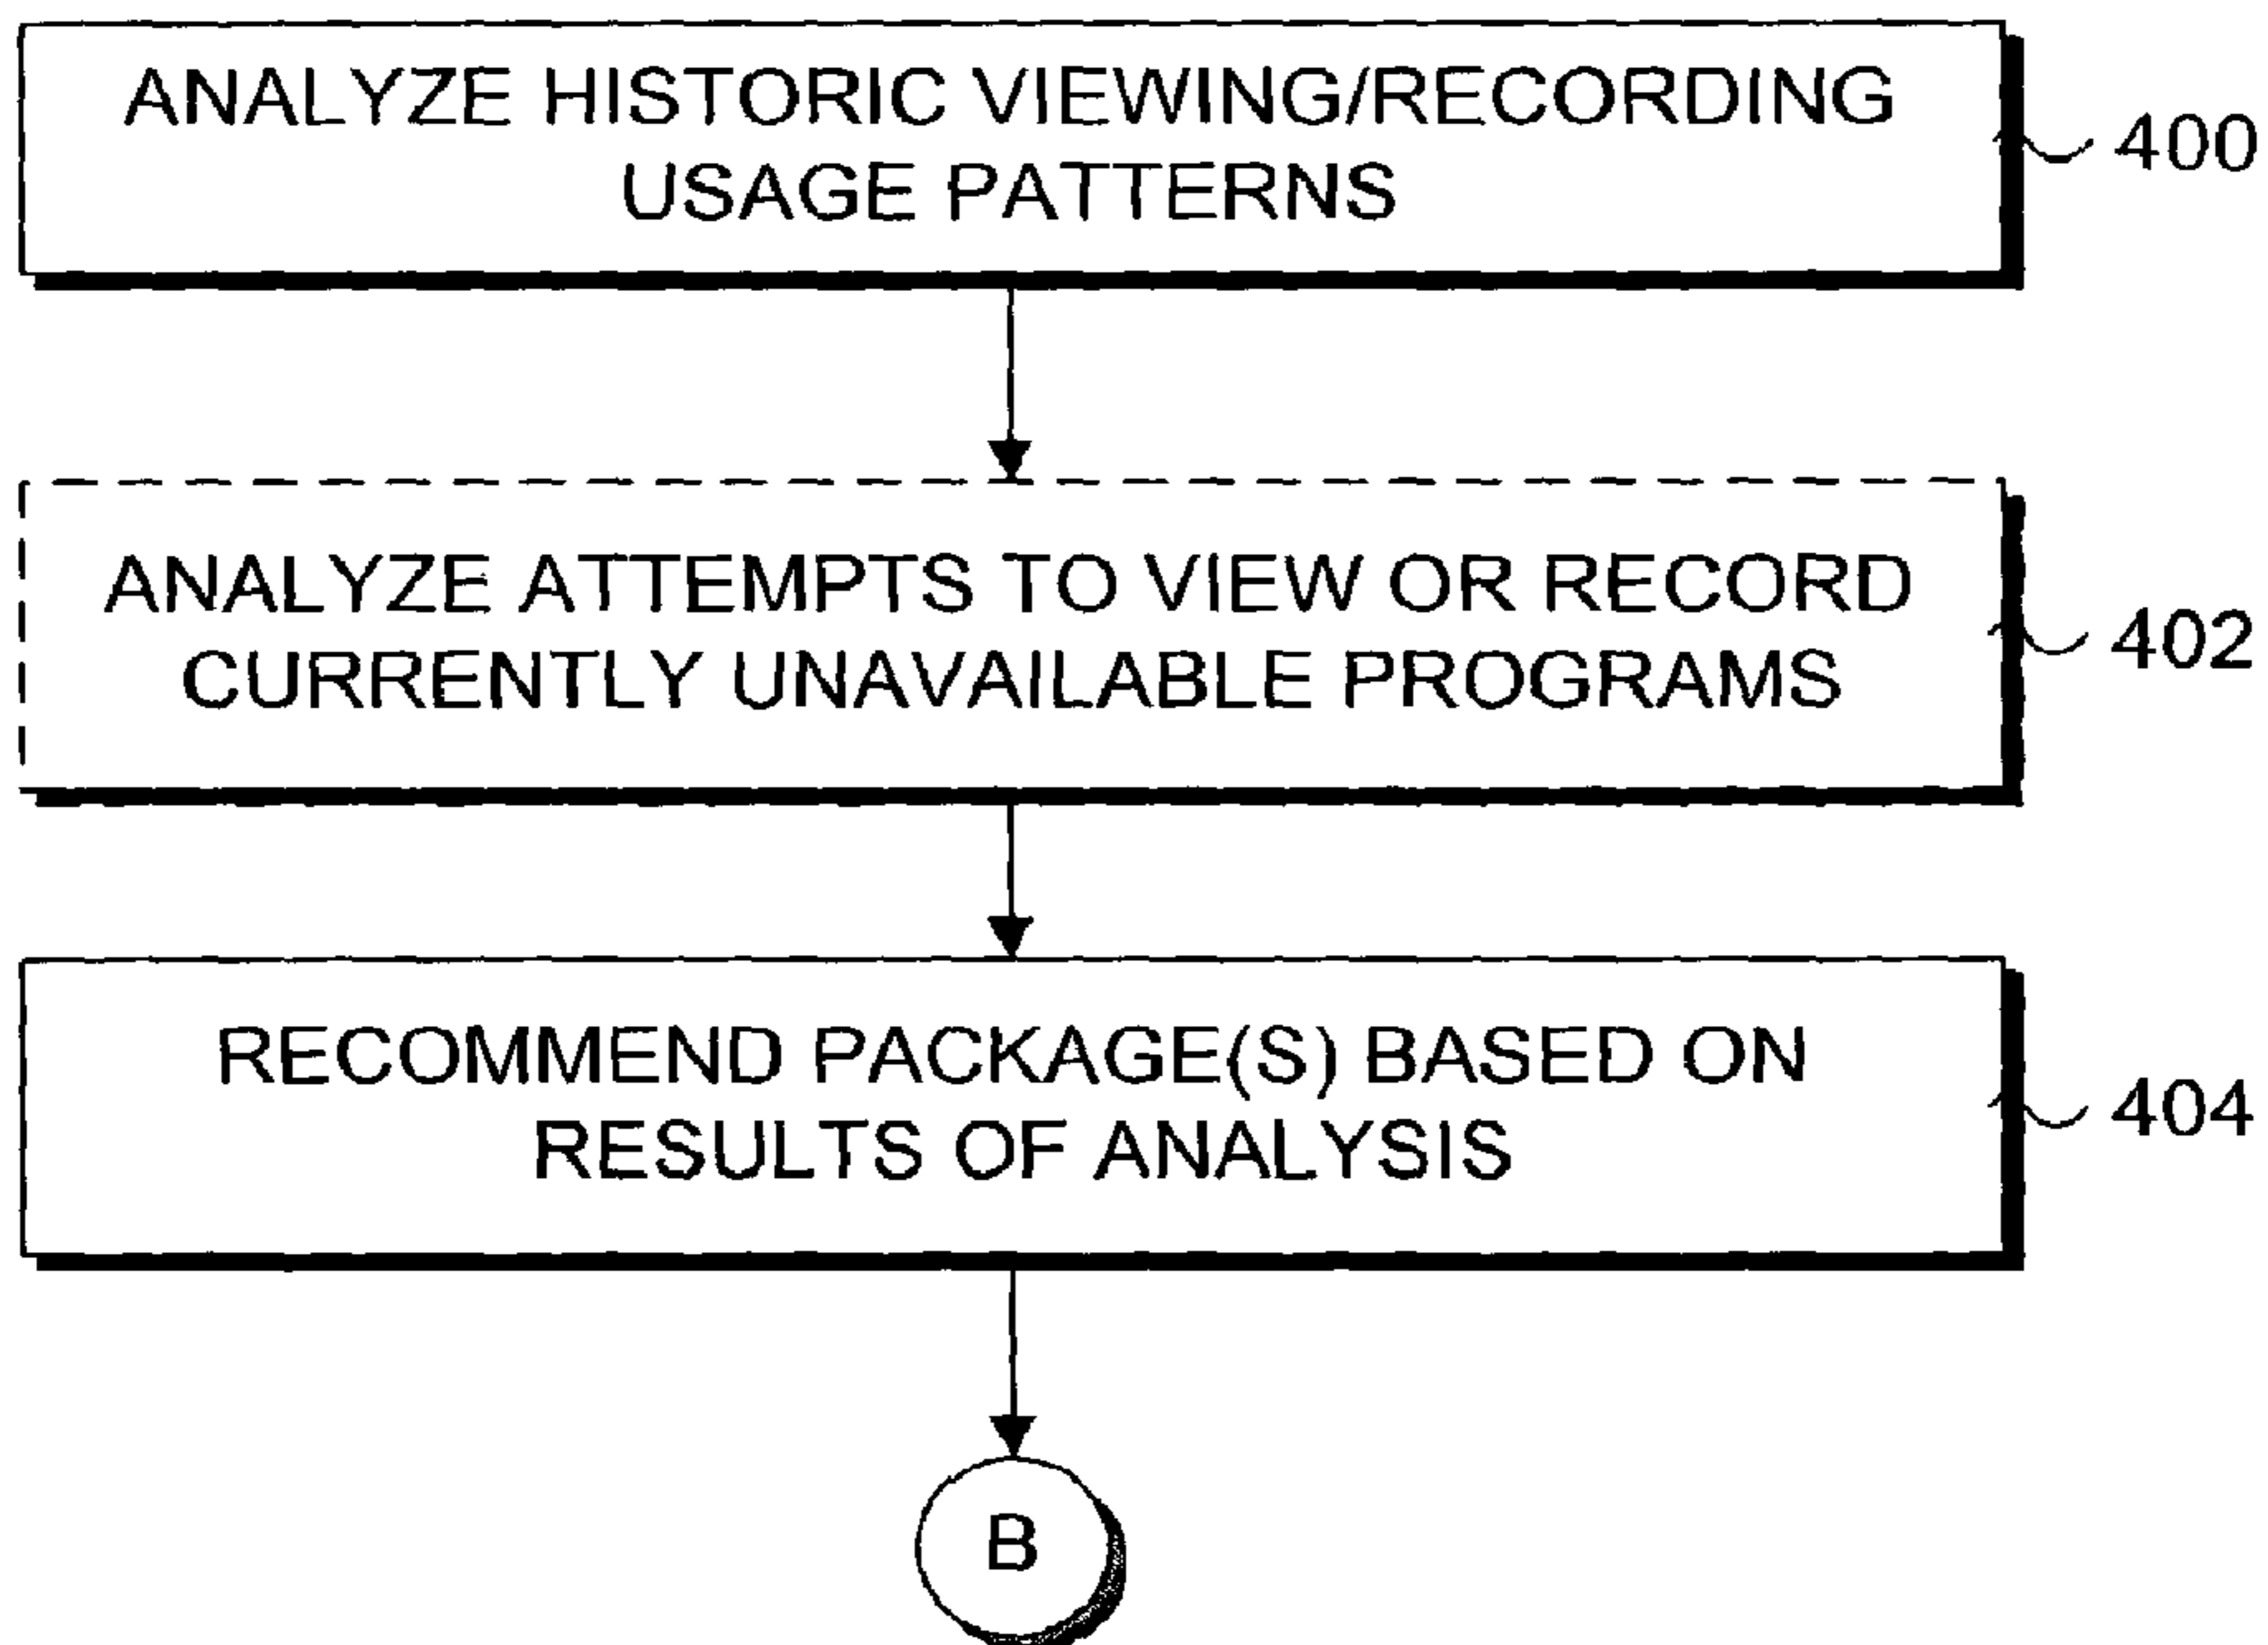 ANALYZE HISTORIC VIEWING/RECORDING
USAGE PATTERNS
400
ANALYZE ATTEMPTS TO VIEW OR RECORD
CURRENTLY UNAVAILABLE PROGRAMS
402
RECOMMEND PACKAGE(S) BASED ON
RESULTS OF ANALYSIS
404
B